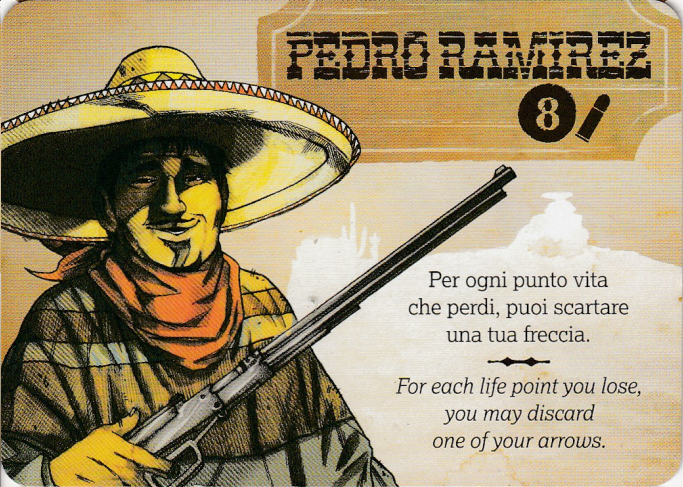 PEDRO RAMIREZ
8
Per ogni punto vita
che perdi, puoi scartare
una tua freccia.
For each life point you lose,
you may discard
one of your arrows.